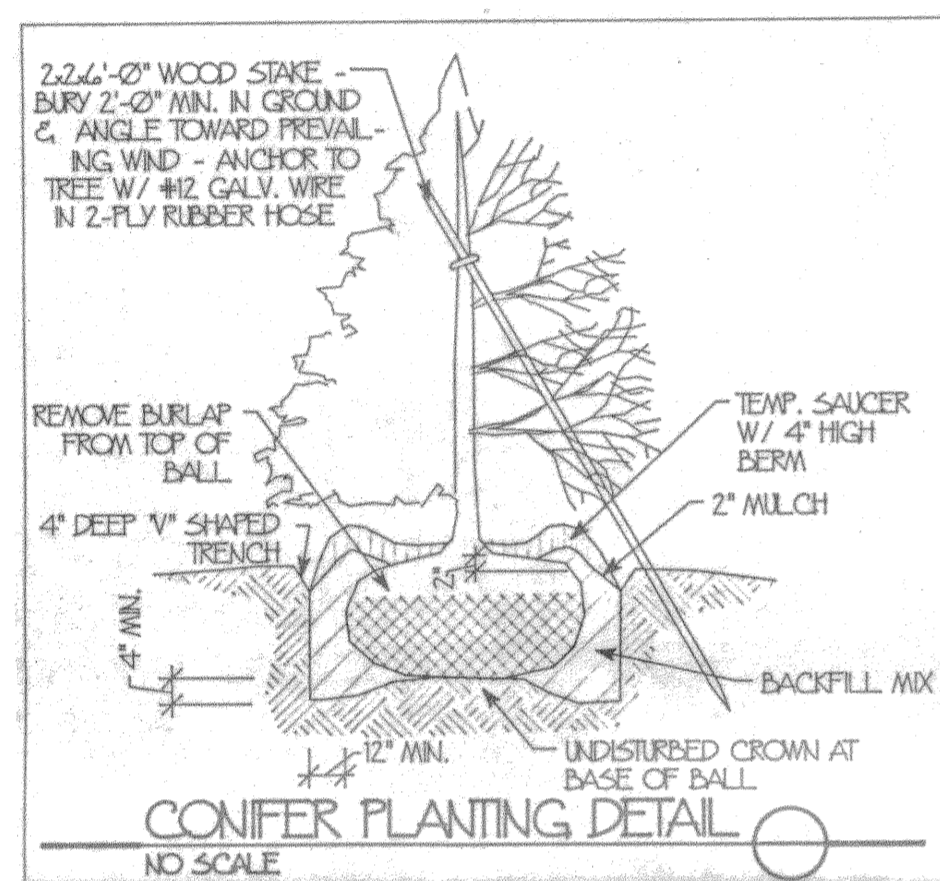 2x2x6'-0" WOOD STAKE -
BURY 2'-0" MIN. IN GROUND
& ANGLE TOWARD PREVAIL-
ING WIND - ANCHOR TO
TREE W/ #12 GALV. WIRE
IN 2-PLY RUBBER HOSE
REMOVE BURLAP
FROM TOP OF
BALL
TEMP. SAUCER
W/ 4" HIGH
BERM
2" MULCH
4" DEEP "V" SHAPED
TRENCH
2"
4" MIN.
BACKFILL MIX
12" MIN.
UNDISTURBED CROWN AT
BASE OF BALL
CONIFER PLANTING DETAIL
NO SCALE